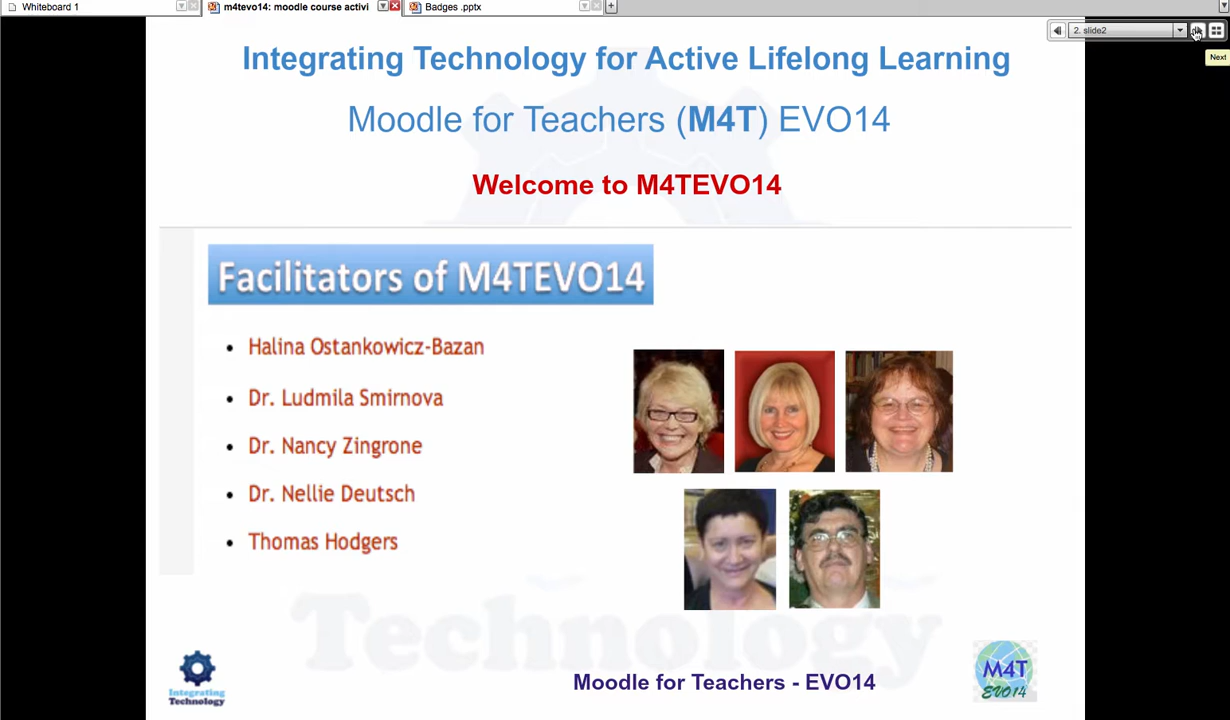 Whiteboard 1
m4tevo14: moodle course activi
Badges .pptx
2. slide2
Next
Integrating Technology for Active Lifelong Learning
Moodle for Teachers (M4T) EVO14
Welcome to M4TEVO14
Facilitators of M4TEVO14
• Halina Ostankowicz-Bazan
• Dr. Ludmila Smirnova
• Dr. Nancy Zingrone
• Dr. Nellie Deutsch
• Thomas Hodgers
Technology
Integrating
Technology
Moodle for Teachers - EVO14
M4T
EVO14